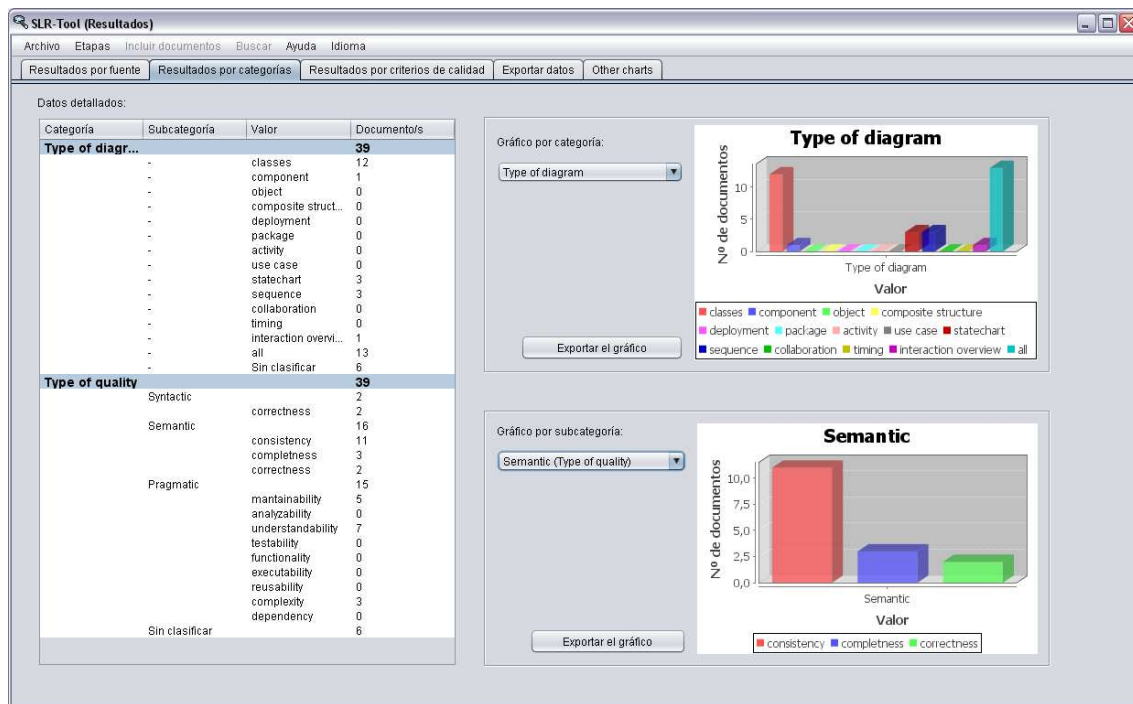 SLR-Tool (Resultados)
Archivo Etapas Incluir documentos Buscar Ayuda Idioma
Resultados por fuente Resultados por categorías Resultados por criterios de calidad Exportar datos Other charts
Datos detallados:
Categoría Subcategoría Valor Documento/s
Type of diagr... 39
- classes 12
- component 1
- object 0
- composite struct... 0
- deployment 0
- package 0
- activity 0
- use case 0
- statechart 3
- sequence 3
- collaboration 0
- timing 0
- interaction overvi... 1
- all 13
- Sin clasificar 6
Type of quality 39
Syntactic 2
correctness 2
Semantic 16
consistency 11
completness 3
correctness 2
Pragmatic 15
mantainability 5
analyzability 0
understandability 7
testability 0
functionality 0
executability 0
reusability 0
complexity 3
dependency 0
Sin clasificar 6
Gráfico por categoría:
Type of diagram
Exportar el gráfico
Type of diagram
Nº de documentos
10
5
0
Type of diagram
Valor
classes component object composite structure
deployment package activity use case statechart
sequence collaboration timing interaction overview all
Gráfico por subcategoría:
Semantic (Type of quality)
Exportar el gráfico
Semantic
Nº de documentos
10,0
7,5
5,0
2,5
0,0
Semantic
Valor
consistency completness correctness